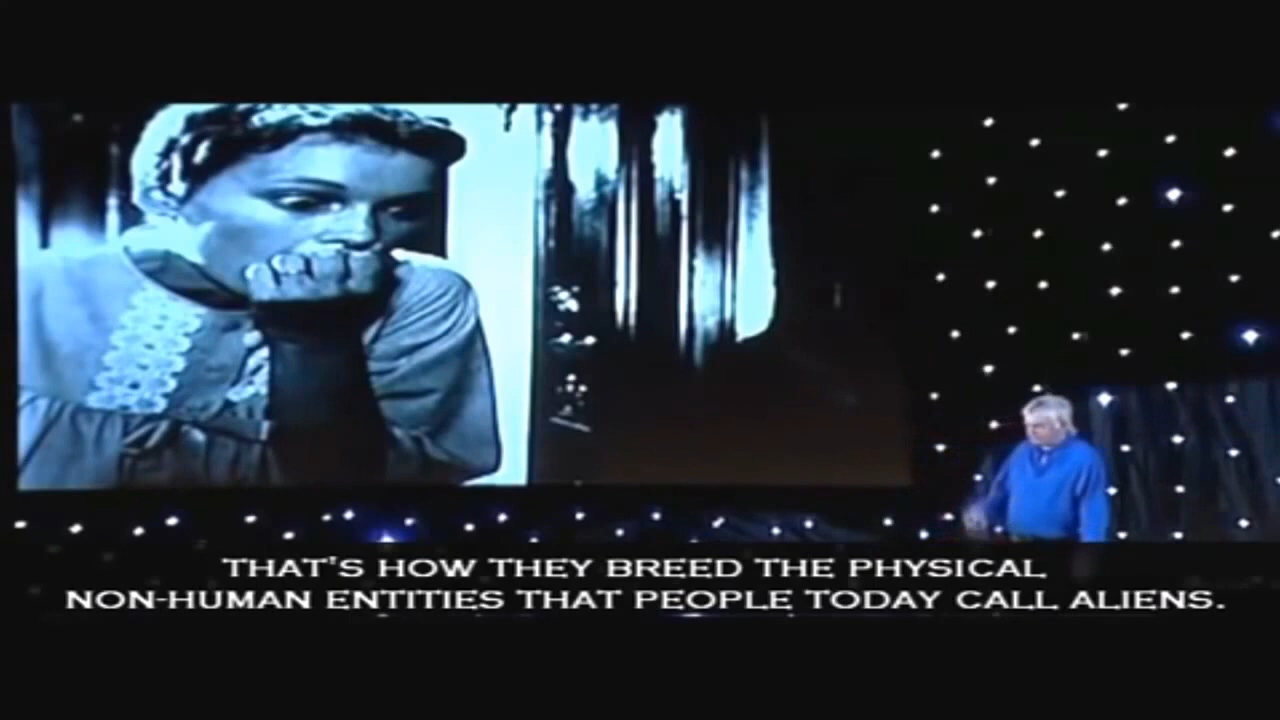 THAT'S HOW THEY BREED THE PHYSICAL
NON-HUMAN ENTITIES THAT PEOPLE TODAY CALL ALIENS.